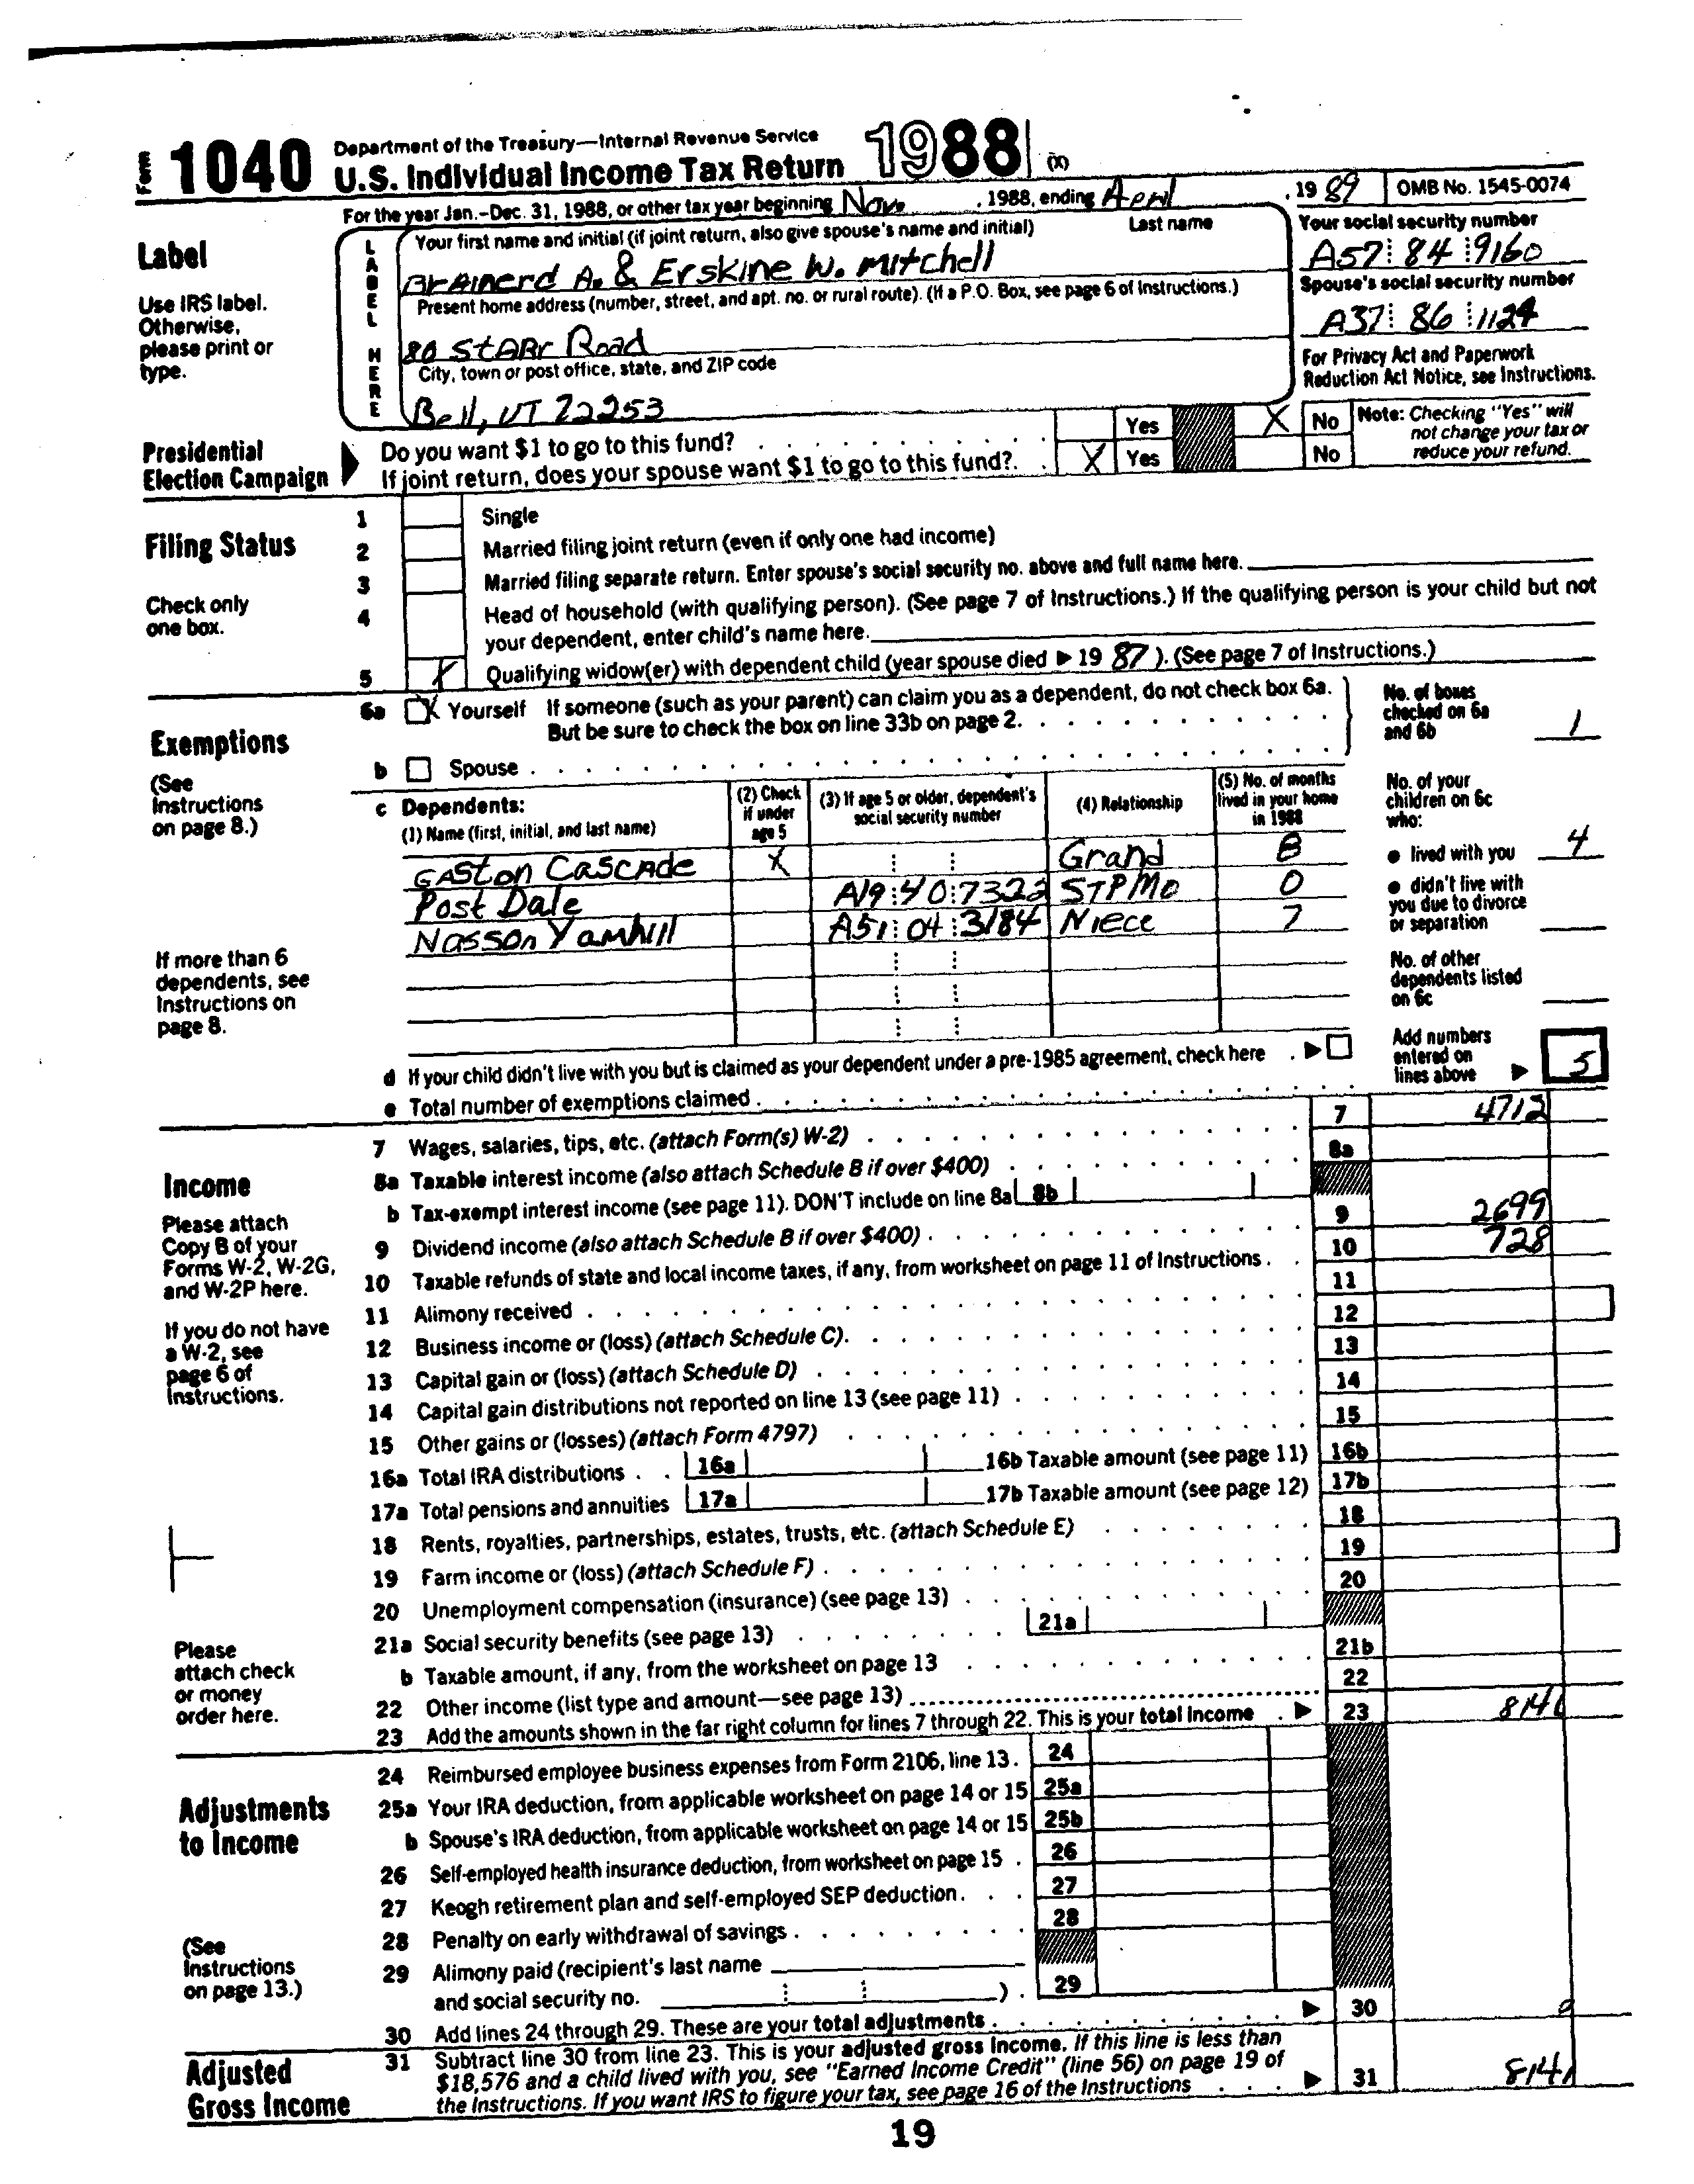 Form 1040 Department of the Treasury—Internal Revenue Service
U.S. Individual Income Tax Return 1988 (X)
For the year Jan.-Dec. 31, 1988, or other tax year beginning Nov , 1988, ending April , 19 89 OMB No. 1545-0074
Label
Use IRS label.
Otherwise,
please print or
type.
LABEL HERE
Your first name and initial (if joint return, also give spouse's name and initial) Last name
Brainerd A. & Erskine W. Mitchell
Present home address (number, street, and apt. no. or rural route). (If a P.O. Box, see page 6 of Instructions.)
80 Starr Road
City, town or post office, state, and ZIP code
Bell, VT 22253
Your social security number
A57 84 9160
Spouse's social security number
A37 86 1124
For Privacy Act and Paperwork
Reduction Act Notice, see Instructions.
Presidential
Election Campaign
Do you want $1 to go to this fund? Yes X No
If joint return, does your spouse want $1 to go to this fund? X Yes No
Note: Checking "Yes" will
not change your tax or
reduce your refund.
Filing Status
Check only
one box.
1 Single
2 Married filing joint return (even if only one had income)
3 Married filing separate return. Enter spouse's social security no. above and full name here.
4 Head of household (with qualifying person). (See page 7 of Instructions.) If the qualifying person is your child but not
your dependent, enter child's name here.
5 X Qualifying widow(er) with dependent child (year spouse died ▶ 19 87 ). (See page 7 of Instructions.)
Exemptions
(See
Instructions
on page 8.)
If more than 6
dependents, see
Instructions on
page 8.
6a X Yourself If someone (such as your parent) can claim you as a dependent, do not check box 6a.
But be sure to check the box on line 33b on page 2.
b Spouse
No. of boxes
checked on 6a
and 6b 1
c Dependents:
(1) Name (first, initial, and last name)
(2) Check
if under
age 5
(3) If age 5 or older, dependent's
social security number
(4) Relationship
(5) No. of months
lived in your home
in 1988
Gaston Cascade X Grand 8
Post Dale A19 40 7322 STPMO 0
Nasson Yamhill A51 04 3184 Niece 7
No. of your
children on 6c
who:
● lived with you 4
● didn't live with
you due to divorce
or separation
No. of other
dependents listed
on 6c
d If your child didn't live with you but is claimed as your dependent under a pre-1985 agreement, check here ▶
e Total number of exemptions claimed
Add numbers
entered on
lines above ▶ 5
Income
Please attach
Copy B of your
Forms W-2, W-2G,
and W-2P here.
If you do not have
a W-2, see
page 6 of
Instructions.
Please
attach check
or money
order here.
7 Wages, salaries, tips, etc. (attach Form(s) W-2) 7 4712
8a Taxable interest income (also attach Schedule B if over $400) 8a
b Tax-exempt interest income (see page 11). DON'T include on line 8a 8b
9 Dividend income (also attach Schedule B if over $400) 9 2699
10 Taxable refunds of state and local income taxes, if any, from worksheet on page 11 of Instructions. 10 728
11 Alimony received 11
12 Business income or (loss) (attach Schedule C). 12
13 Capital gain or (loss) (attach Schedule D) 13
14 Capital gain distributions not reported on line 13 (see page 11) 14
15 Other gains or (losses) (attach Form 4797) 15
16a Total IRA distributions 16a 16b Taxable amount (see page 11) 16b
17a Total pensions and annuities 17a 17b Taxable amount (see page 12) 17b
18 Rents, royalties, partnerships, estates, trusts, etc. (attach Schedule E) 18
19 Farm income or (loss) (attach Schedule F) 19
20 Unemployment compensation (insurance) (see page 13) 20
21a Social security benefits (see page 13) 21a
b Taxable amount, if any, from the worksheet on page 13 21b
22 Other income (list type and amount—see page 13) 22
23 Add the amounts shown in the far right column for lines 7 through 22. This is your total income ▶ 23
Adjustments
to Income
(See
Instructions
on page 13.)
24 Reimbursed employee business expenses from Form 2106, line 13. 24
25a Your IRA deduction, from applicable worksheet on page 14 or 15 25a
b Spouse's IRA deduction, from applicable worksheet on page 14 or 15 25b
26 Self-employed health insurance deduction, from worksheet on page 15 26
27 Keogh retirement plan and self-employed SEP deduction. 27
28 Penalty on early withdrawal of savings 28
29 Alimony paid (recipient's last name
and social security no. ). 29
30 Add lines 24 through 29. These are your total adjustments ▶ 30 0
Adjusted
Gross Income
31 Subtract line 30 from line 23. This is your adjusted gross income. If this line is less than
$18,576 and a child lived with you, see "Earned Income Credit" (line 56) on page 19 of
the Instructions. If you want IRS to figure your tax, see page 16 of the Instructions ▶ 31
19